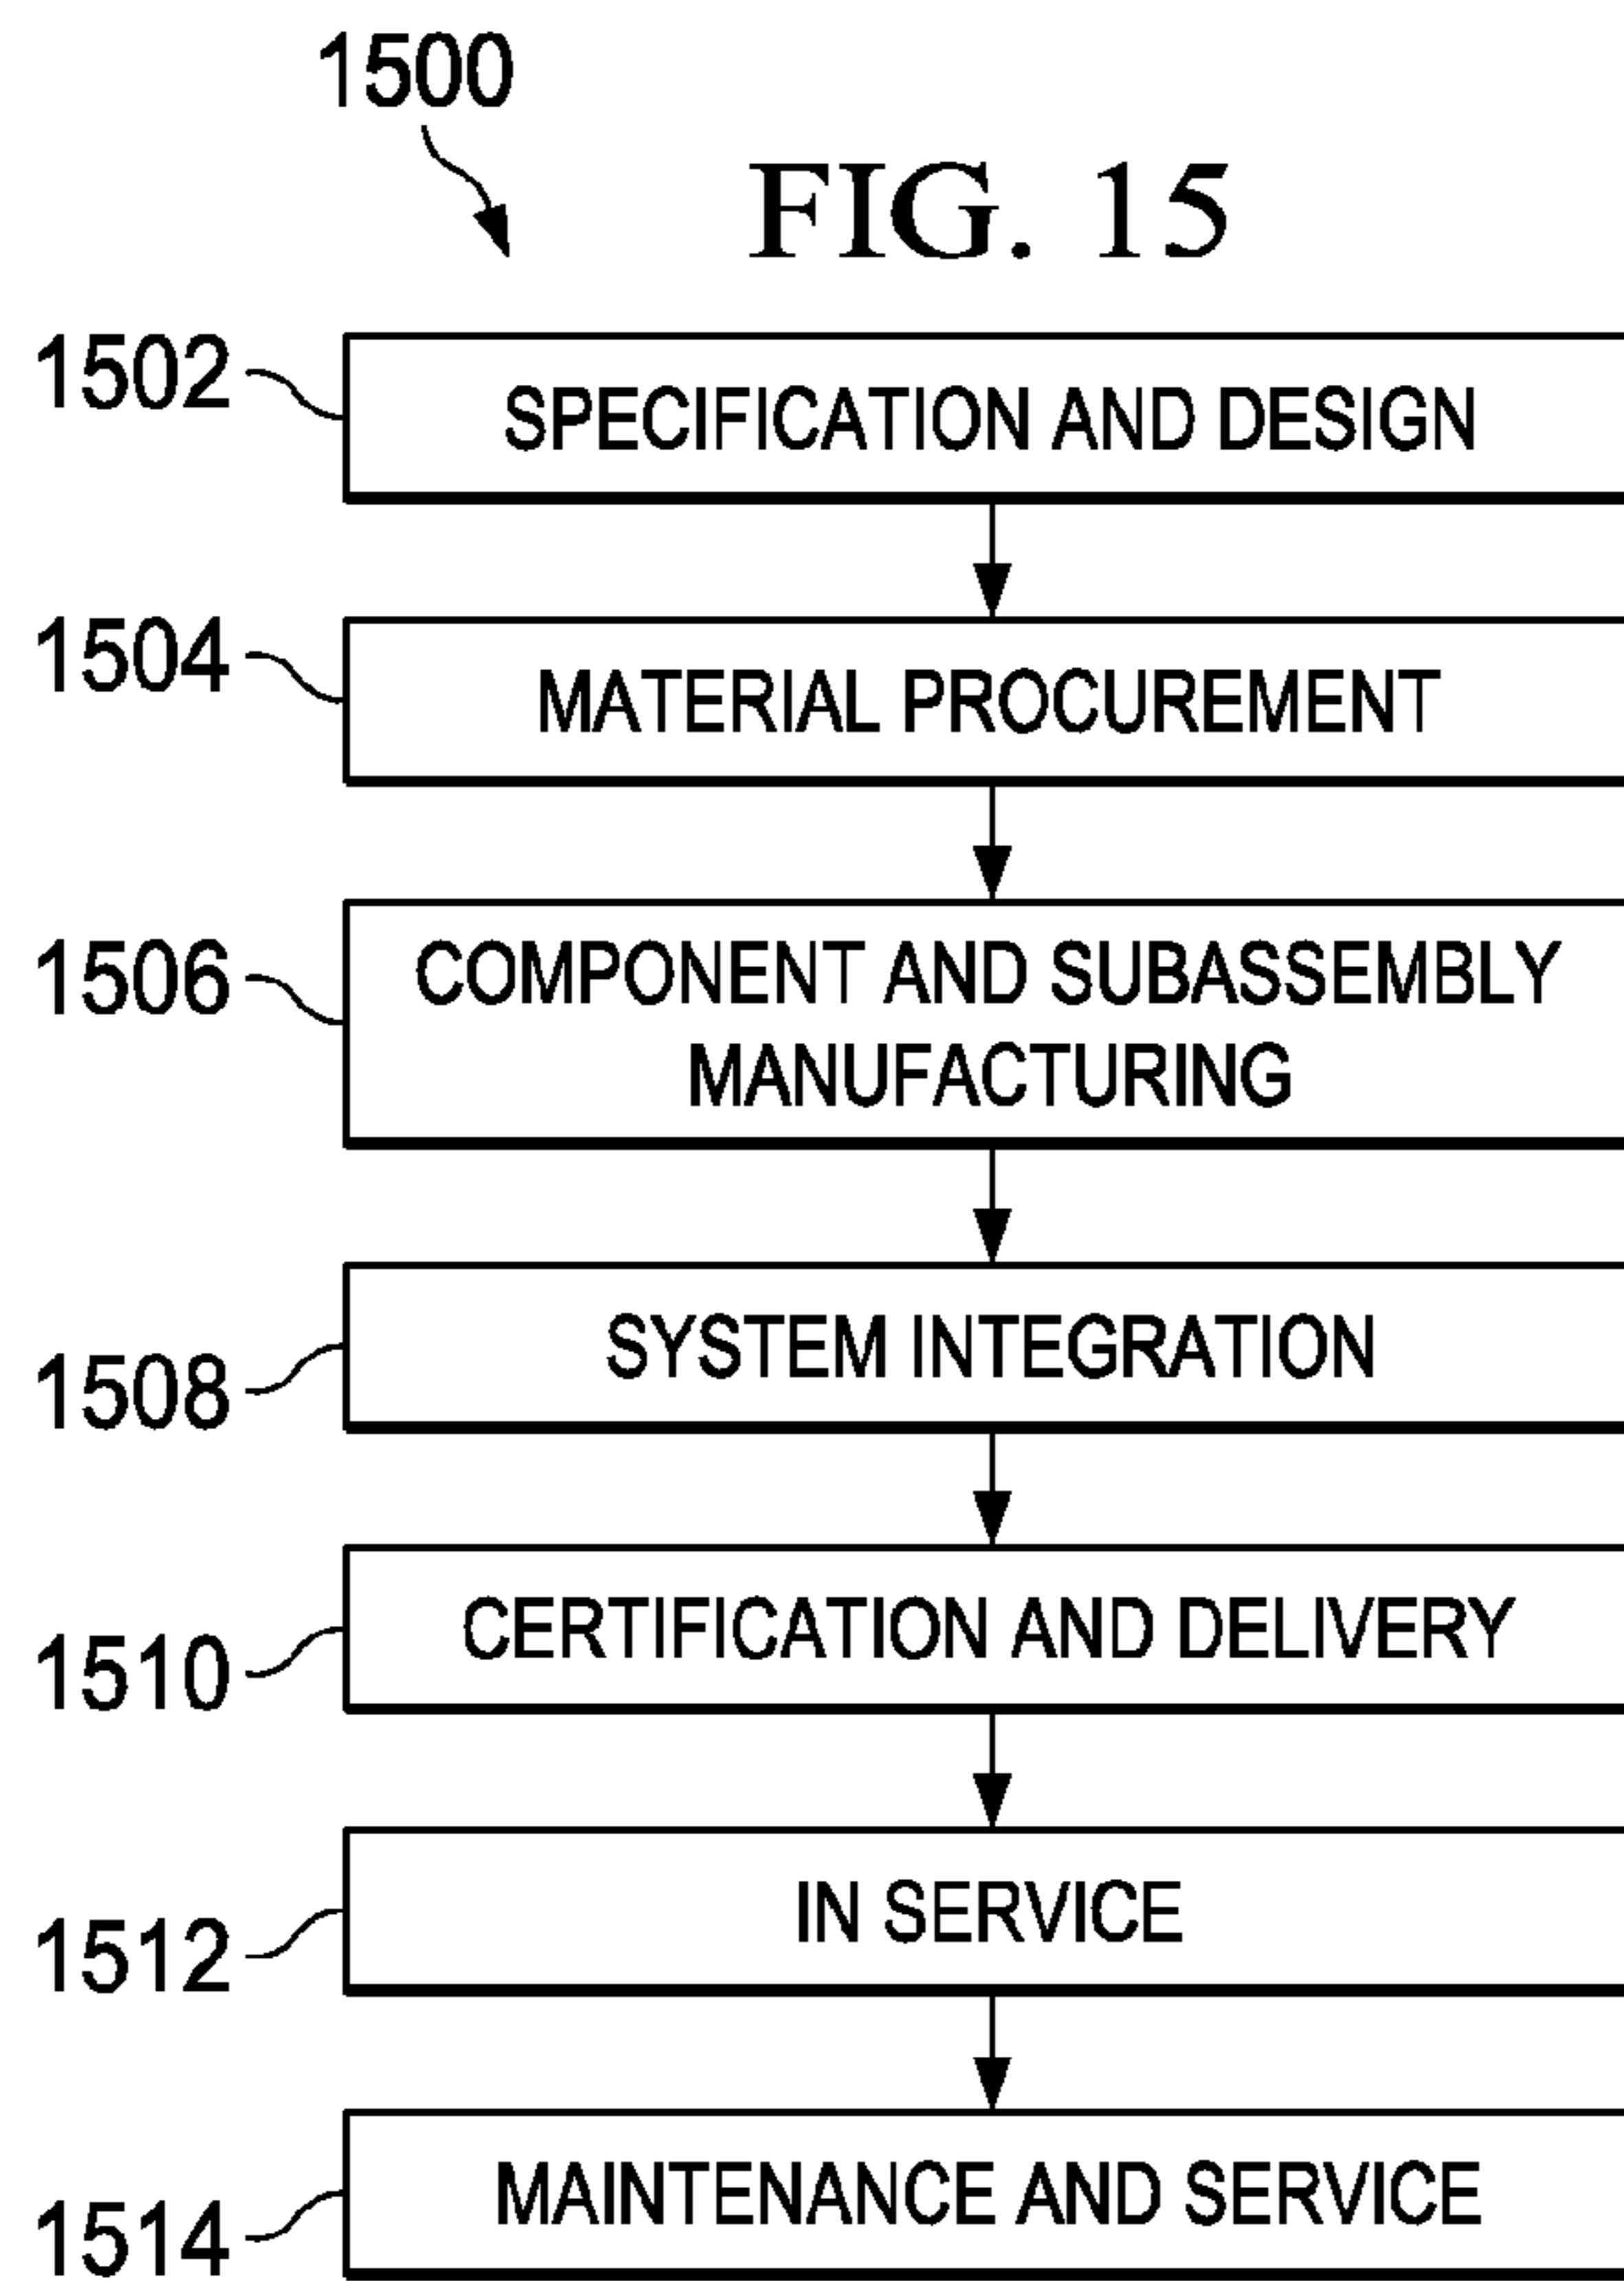 1500
FIG. 15
1502
SPECIFICATION AND DESIGN
1504
MATERIAL PROCUREMENT
1506
COMPONENT AND SUBASSEMBLY
MANUFACTURING
1508
SYSTEM INTEGRATION
1510
CERTIFICATION AND DELIVERY
1512
IN SERVICE
1514
MAINTENANCE AND SERVICE